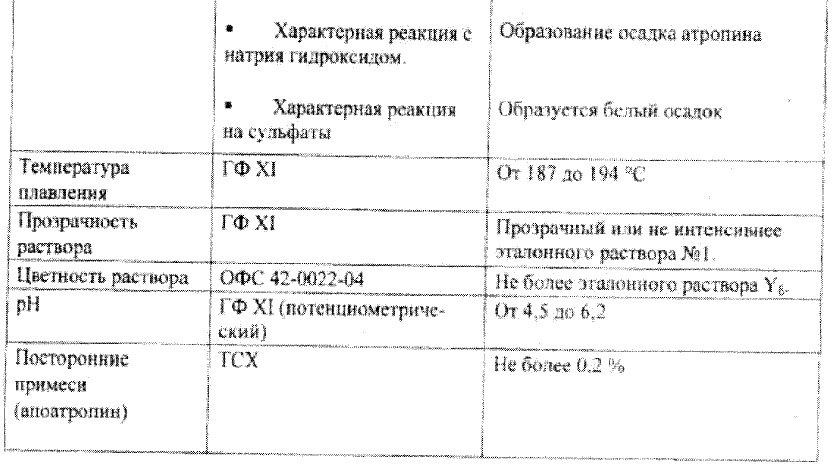 ▪ Характерная реакция с
натрия гидроксидом.
Образование осадка атропина
▪ Характерная реакция
на сульфаты
Образуется белый осадок
Температура
плавления
ГФ XI
От 187 до 194 °С
Прозрачность
раствора
ГФ XI
Прозрачный или не интенсивнее
эталонного раствора №1.
Цветность раствора
ОФС 42-0022-04
Не более эталонного раствора Y₆.
pH
ГФ XI (потенциометриче-
ский)
От 4,5 до 6,2
Посторонние
примеси
(апоатропин)
ТСХ
Не более 0,2 %